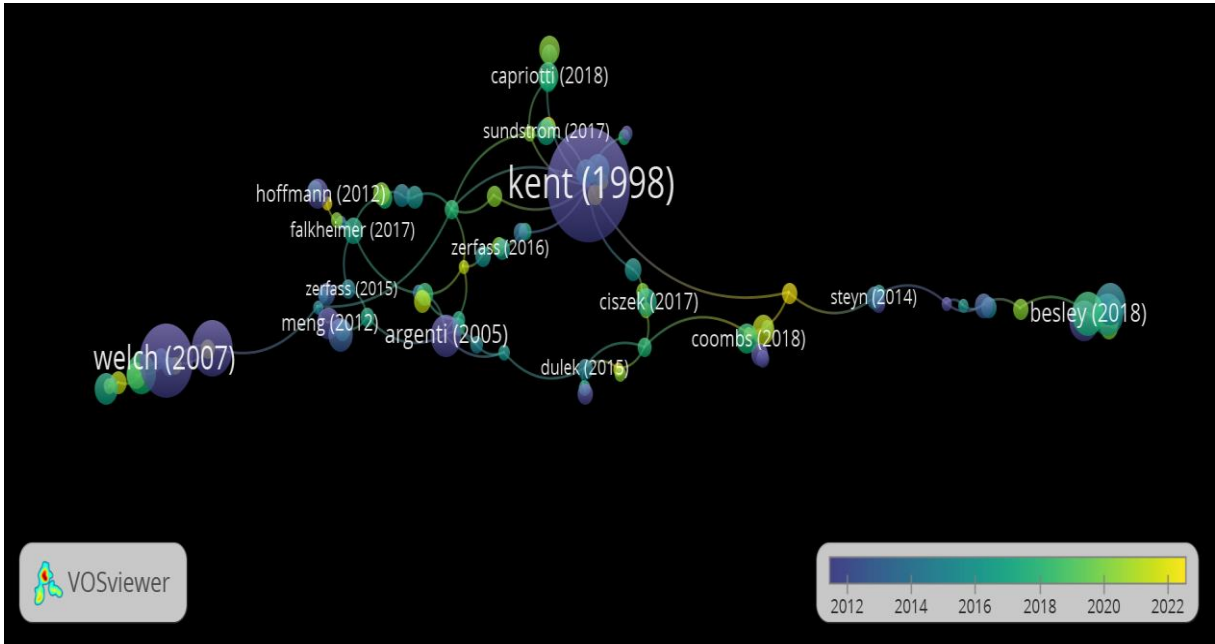 capriotti (2018)
sundstrom (2017)
kent (1998)
hoffmann (2012)
falkheimer (2017)
zerfass (2016)
zerfass (2015)
ciszek (2017)
steyn (2014)
besley (2018)
meng (2012)
argenti (2005)
coombs (2018)
welch (2007)
dulek (2015)
VOSviewer
2012 2014 2016 2018 2020 2022